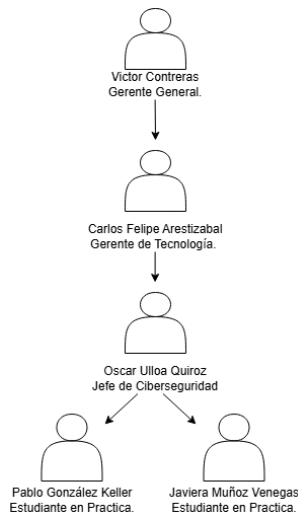 Victor Contreras
Gerente General.
Carlos Felipe Arestizabal
Gerente de Tecnología.
Oscar Ulloa Quiroz
Jefe de Ciberseguridad
Pablo González Keller
Estudiante en Practica.
Javiera Muñoz Venegas
Estudiante en Practica.